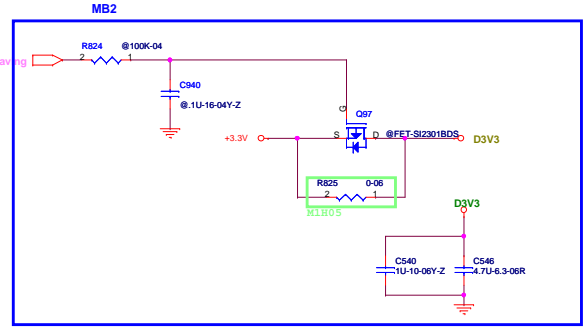 MB2
R824 @100K-04
aving 2 1
C940
@.1U-16-04Y-Z
G Q97
+3.3V S D @FET-SI2301BDS D3V3
R825 0-06
2 1
M1H05
D3V3
C540 C546
1U-10-06Y-Z 4.7U-6.3-06R